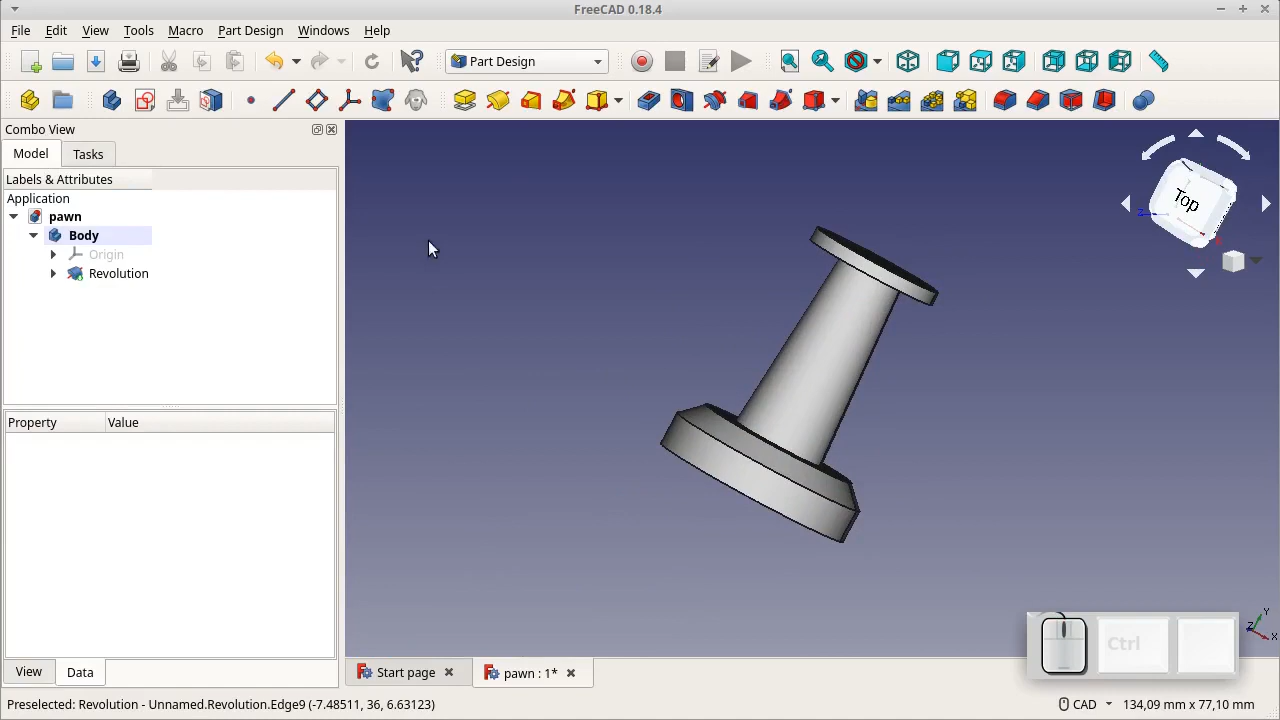 FreeCAD 0.18.4
File Edit View Tools Macro Part Design Windows Help
Part Design
Combo View
Model Tasks
Labels & Attributes
Application
pawn
Body
Origin
Revolution
Property Value
View Data
Top
Z
Ctrl
Y
Z
X
Start page pawn : 1*
Preselected: Revolution - Unnamed.Revolution.Edge9 (-7.48511, 36, 6.63123) CAD 134,09 mm x 77,10 mm